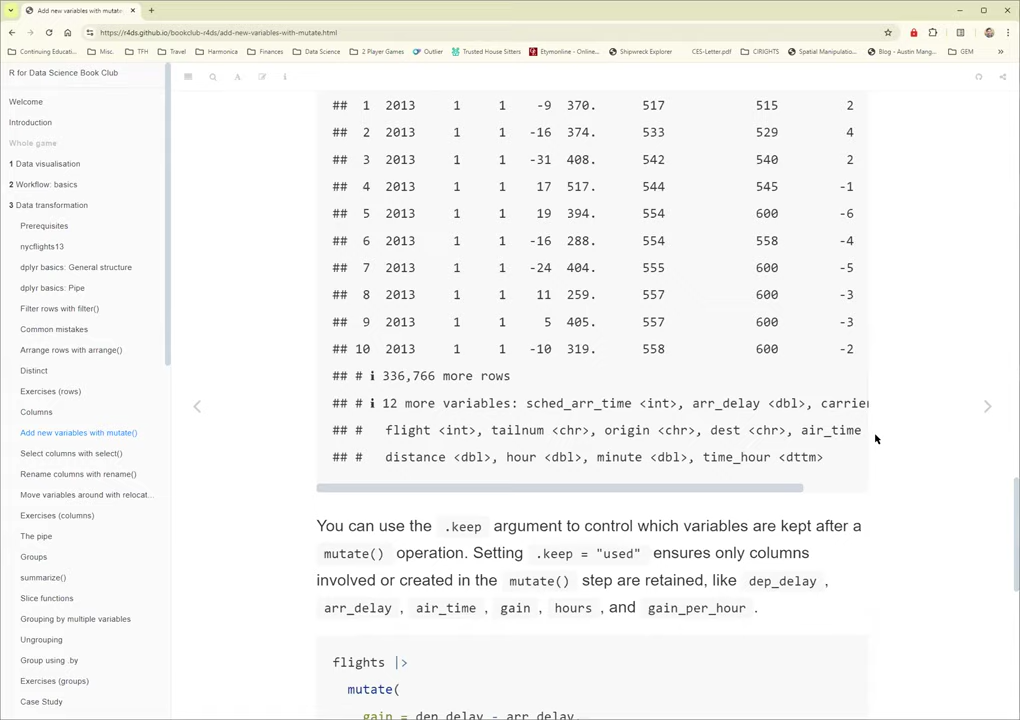 Add new variables with mutate
https://r4ds.github.io/bookclub-r4ds/add-new-variables-with-mutate.html
Continuing Educati... Misc. TFH Travel Harmonica Finances Data Science 2 Player Games Outlier Trusted House Sitters Etymonline - Online... Shipwreck Explorer CES-Letter.pdf CIRIGHTS Spatial Manipulatio... Blog – Austin Mang... GEM
R for Data Science Book Club
Welcome
Introduction
Whole game
1 Data visualisation
2 Workflow: basics
3 Data transformation
Prerequisites
nycflights13
dplyr basics: General structure
dplyr basics: Pipe
Filter rows with filter()
Common mistakes
Arrange rows with arrange()
Distinct
Exercises (rows)
Columns
Add new variables with mutate()
Select columns with select()
Rename columns with rename()
Move variables around with relocat...
Exercises (columns)
The pipe
Groups
summarize()
Slice functions
Grouping by multiple variables
Ungrouping
Group using .by
Exercises (groups)
Case Study
## 1 2013 1 1 -9 370. 517 515 2
## 2 2013 1 1 -16 374. 533 529 4
## 3 2013 1 1 -31 408. 542 540 2
## 4 2013 1 1 17 517. 544 545 -1
## 5 2013 1 1 19 394. 554 600 -6
## 6 2013 1 1 -16 288. 554 558 -4
## 7 2013 1 1 -24 404. 555 600 -5
## 8 2013 1 1 11 259. 557 600 -3
## 9 2013 1 1 5 405. 557 600 -3
## 10 2013 1 1 -10 319. 558 600 -2
## # ℹ 336,766 more rows
## # ℹ 12 more variables: sched_arr_time <int>, arr_delay <dbl>, carrier
## # flight <int>, tailnum <chr>, origin <chr>, dest <chr>, air_time
## # distance <dbl>, hour <dbl>, minute <dbl>, time_hour <dttm>
You can use the .keep argument to control which variables are kept after a
mutate() operation. Setting .keep = "used" ensures only columns
involved or created in the mutate() step are retained, like dep_delay ,
arr_delay , air_time , gain , hours , and gain_per_hour .
flights |>
mutate(
gain = dep_delay - arr_delay,